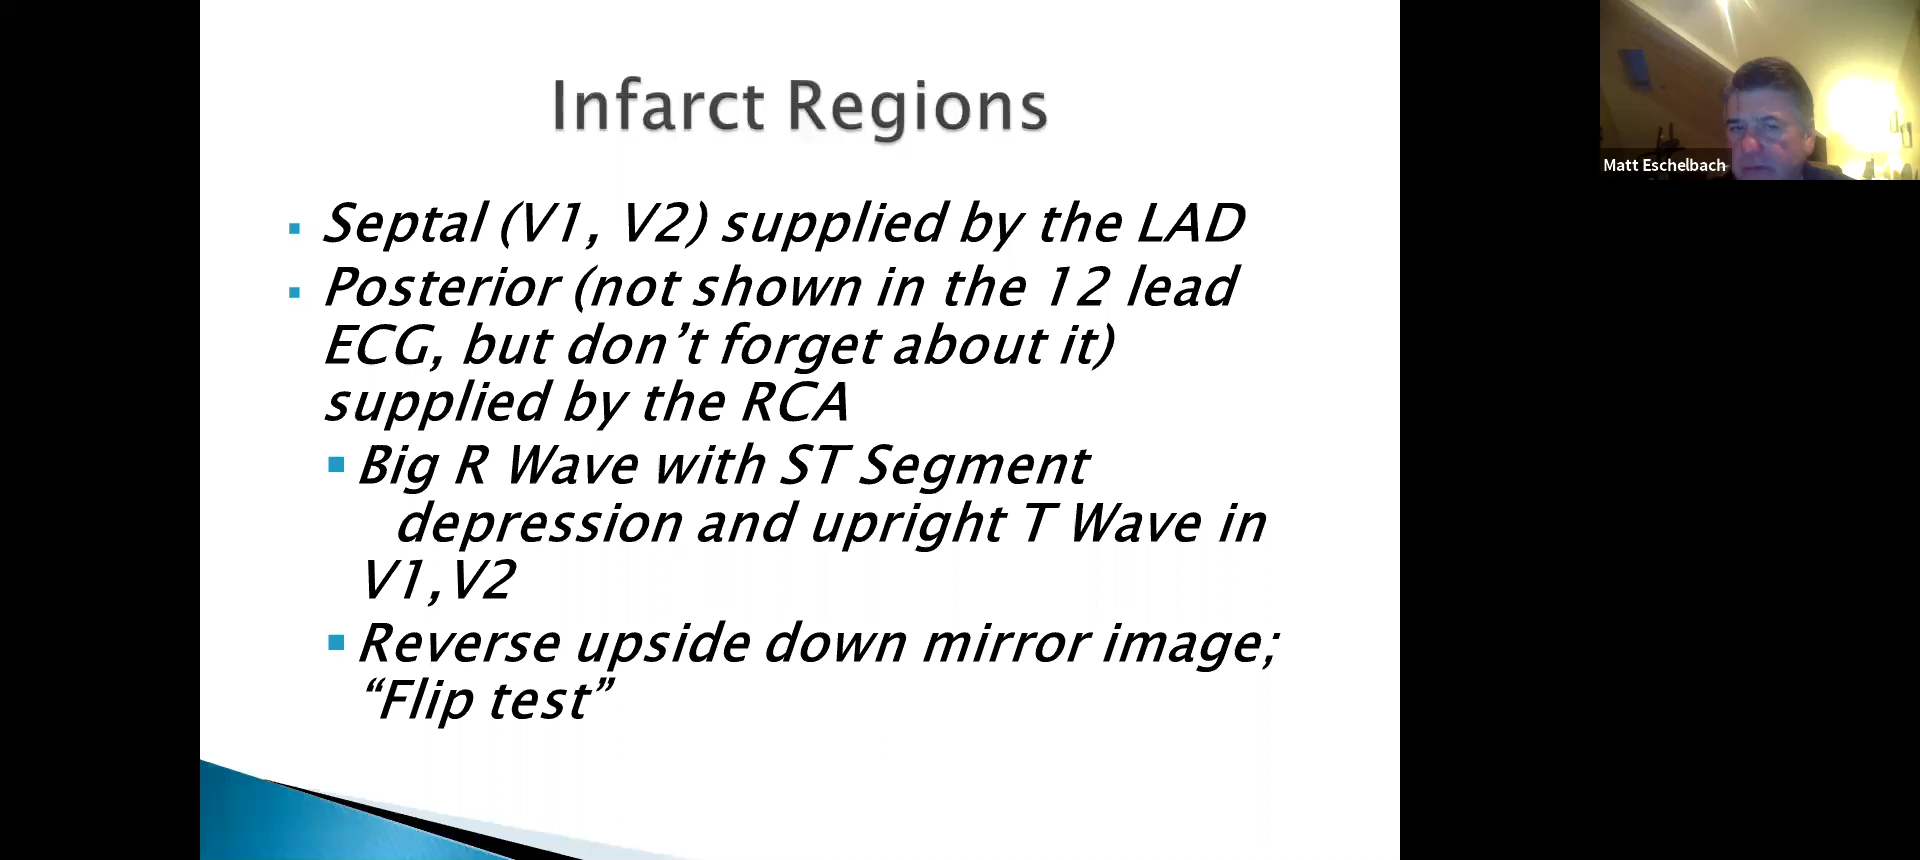 Infarct Regions
Septal (V1, V2) supplied by the LAD
Posterior (not shown in the 12 lead
ECG, but don’t forget about it)
supplied by the RCA
Big R Wave with ST Segment
depression and upright T Wave in
V1,V2
Reverse upside down mirror image;
“Flip test”
Matt Eschelbach